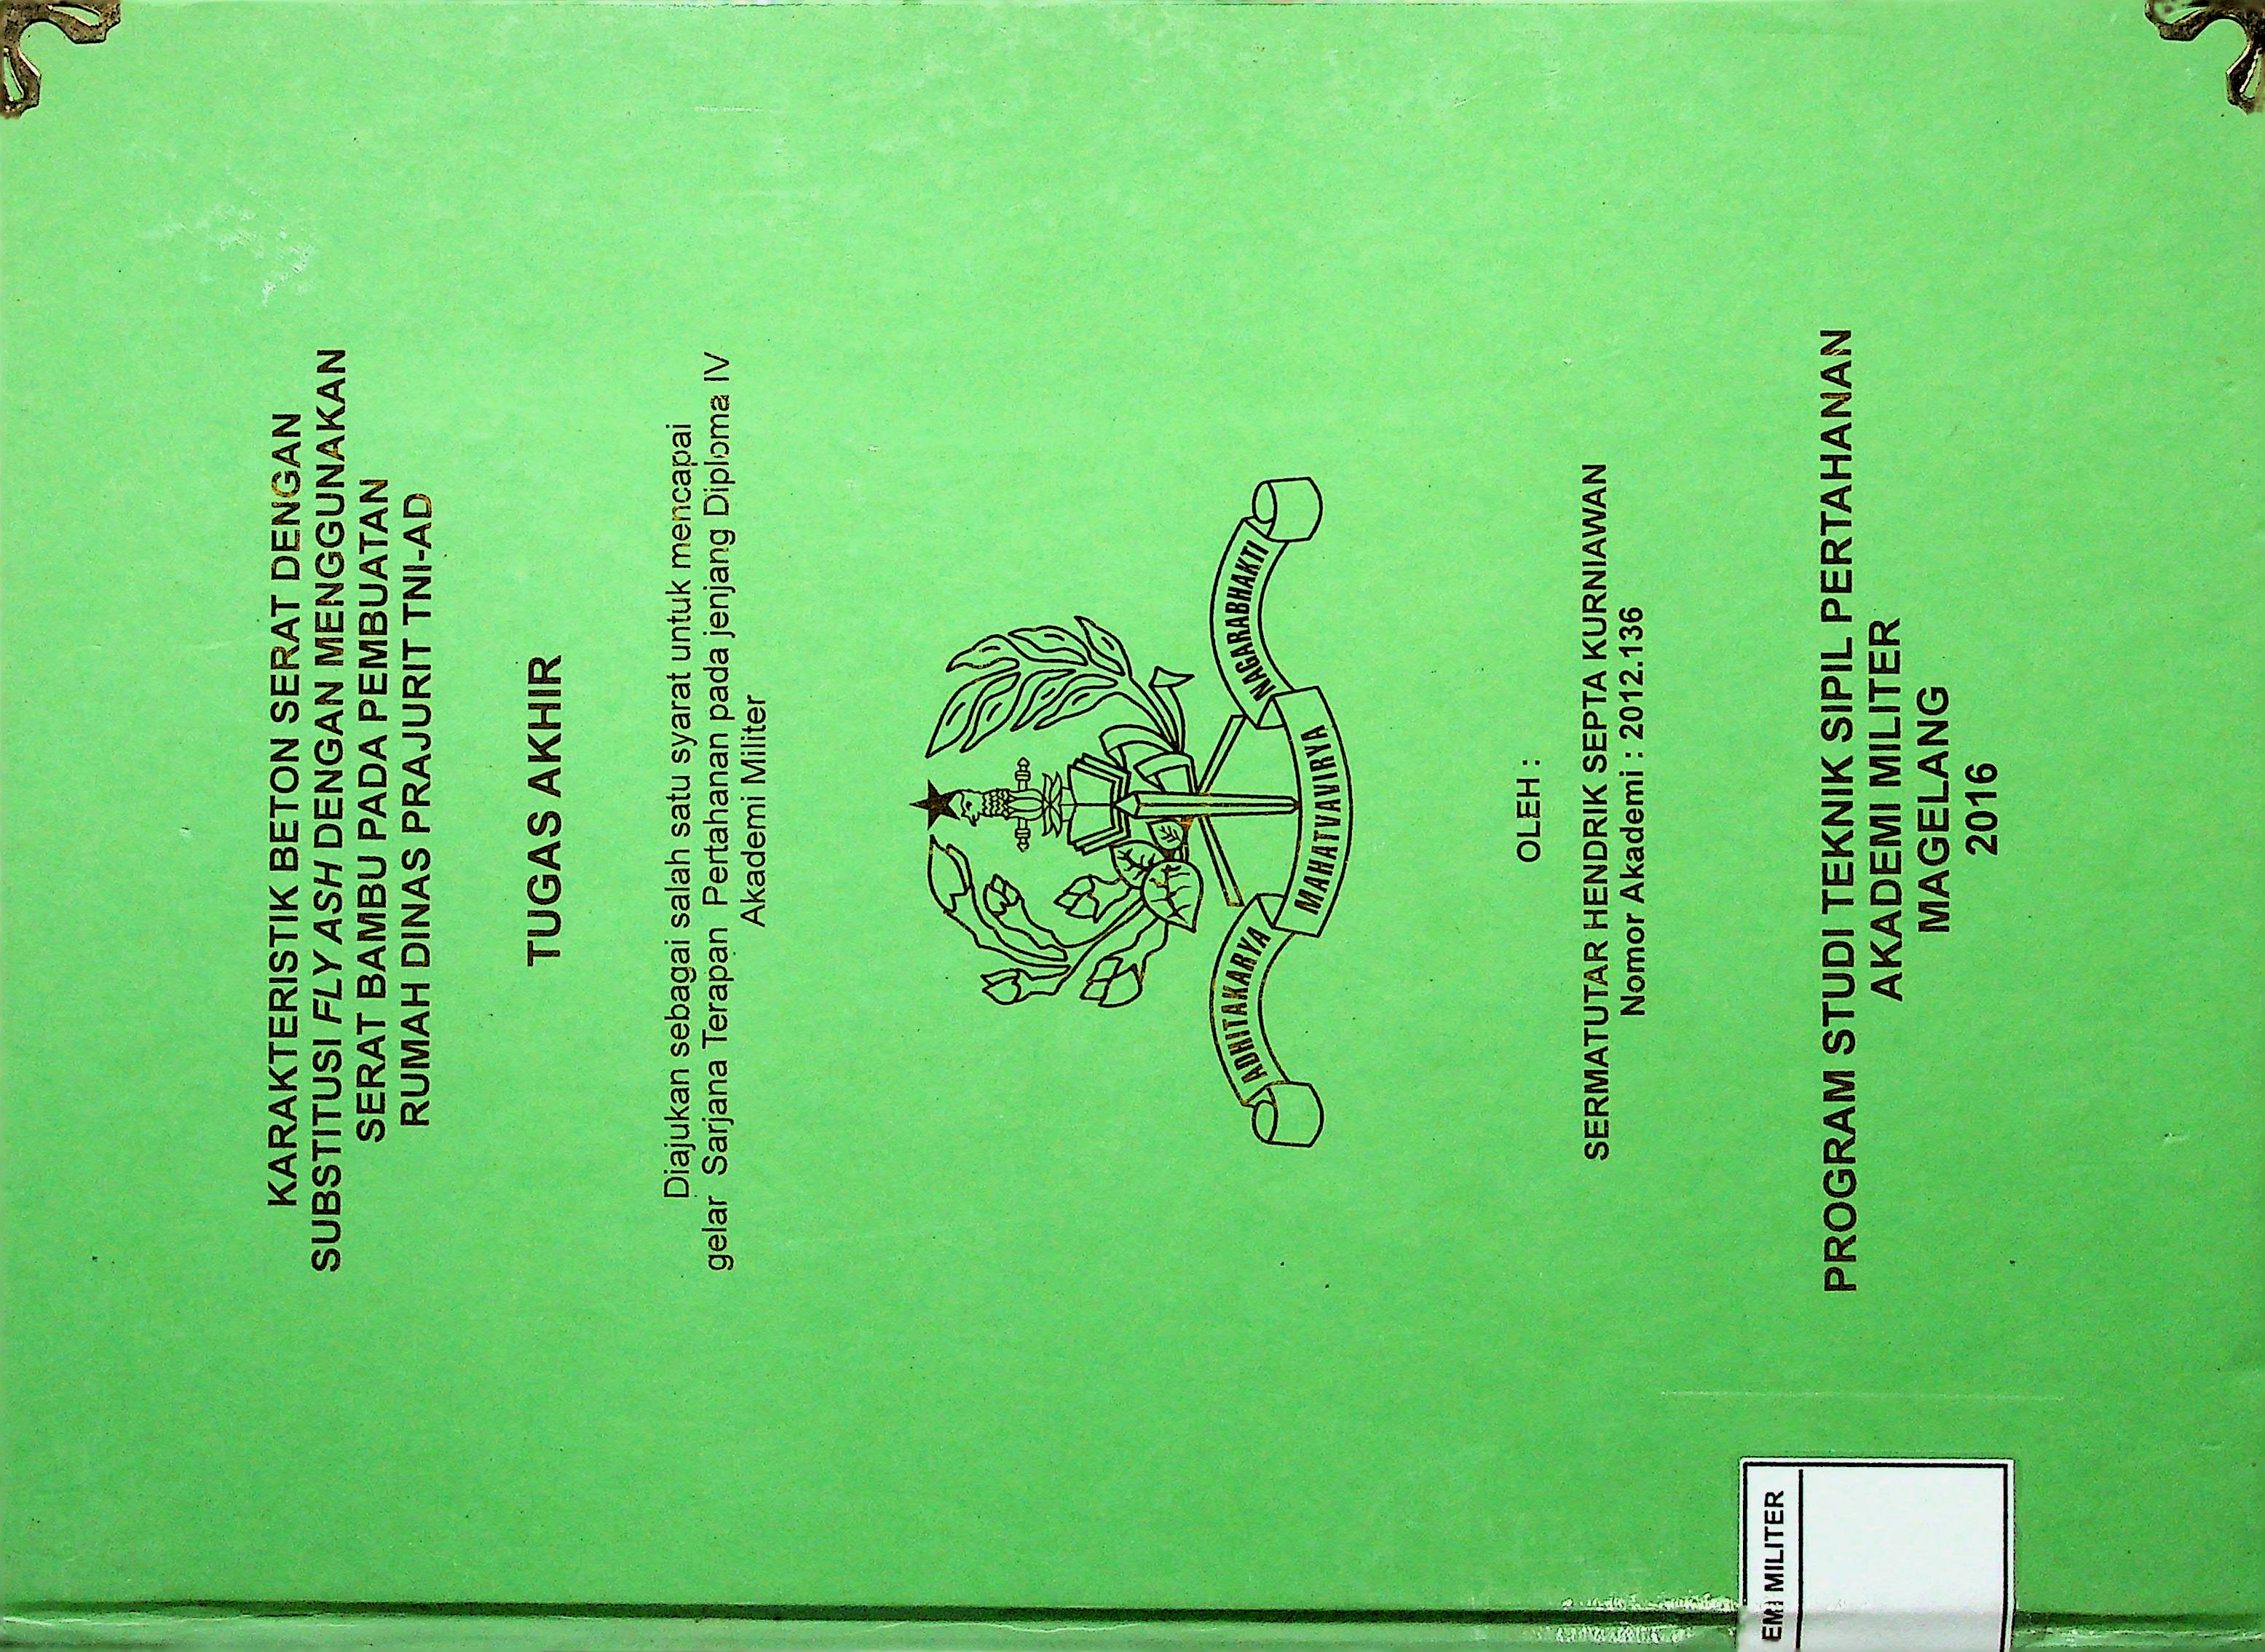 KARAKTERISTIK BETON SERAT DENGAN
SUBSTITUSI FLY ASH DENGAN MENGGUNAKAN
SERAT BAMBU PADA PEMBUATAN
RUMAH DINAS PRAJURIT TNI-AD
TUGAS AKHIR
Diajukan sebagai salah satu syarat untuk mencapai
gelar Sarjana Terapan Pertahanan pada jenjang Diploma IV
Akademi Militer
ADHITAKARYA MAHATVAVIRYA NAGARABHAKTI
OLEH :
SERMATUTAR HENDRIK SEPTA KURNIAWAN
Nomor Akademi : 2012.136
PROGRAM STUDI TEKNIK SIPIL PERTAHANAN
AKADEMI MILITER
MAGELANG
2016
EMI MILITER